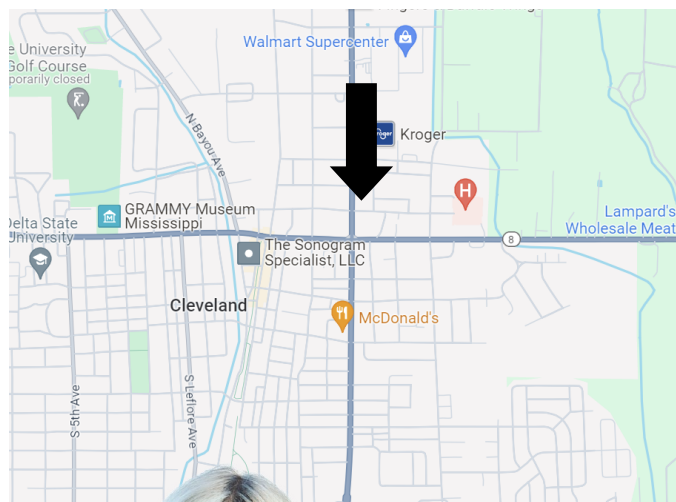 Walmart Supercenter
e University
Golf Course
porarily closed
Kroger
Kroger
N Bayou Ave
H
GRAMMY Museum
Mississippi
Delta State
University
Lampard's
Wholesale Meat
8
The Sonogram
Specialist, LLC
Cleveland
McDonald's
S 5th Ave
S Leflore Ave